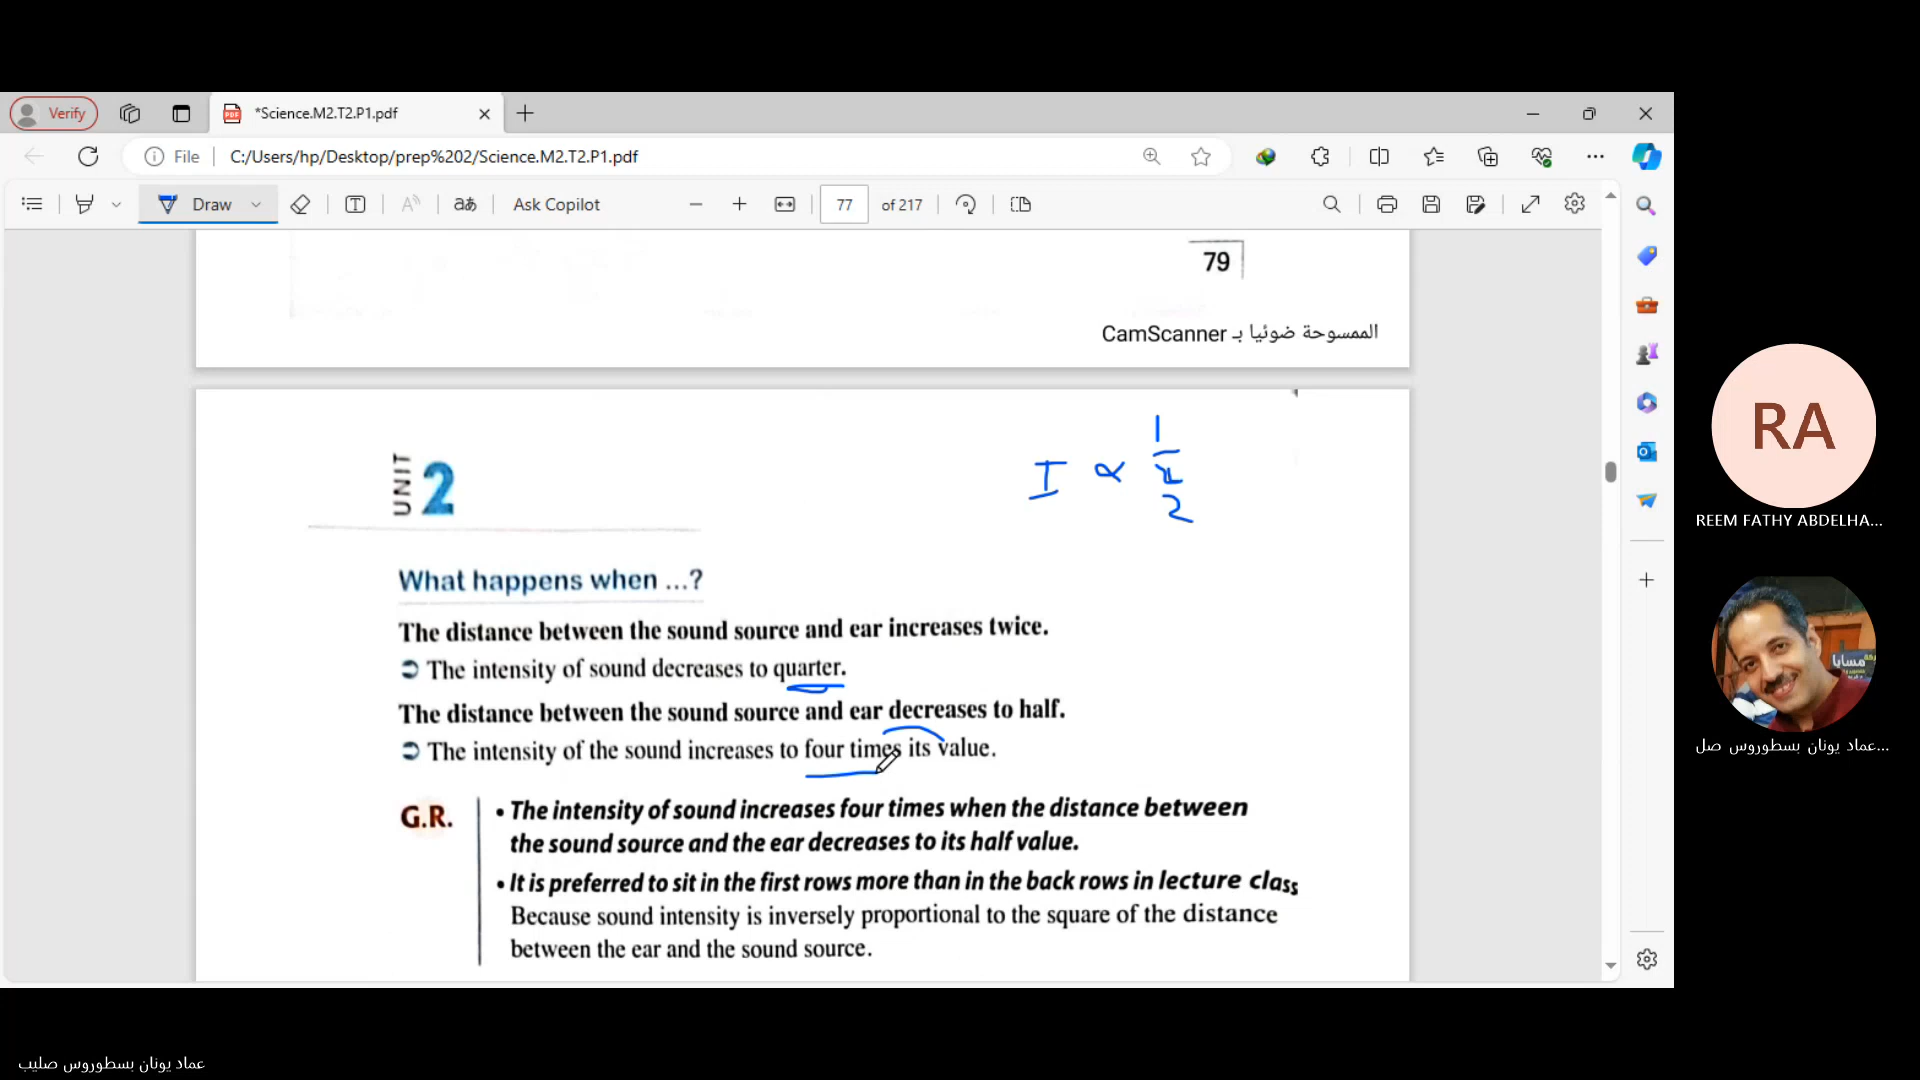 Verify
*Science.M2.T2.P1.pdf
File
C:/Users/hp/Desktop/prep%202/Science.M2.T2.P1.pdf
Draw
Ask Copilot
77 of 217
79
الممسوحة ضوئيا بـ CamScanner
UNIT 2
I ∝ 1
2
What happens when ...?
The distance between the sound source and ear increases twice.
The intensity of sound decreases to quarter.
The distance between the sound source and ear decreases to half.
The intensity of the sound increases to four times its value.
G.R.
• The intensity of sound increases four times when the distance between
the sound source and the ear decreases to its half value.
• It is preferred to sit in the first rows more than in the back rows in lecture class
Because sound intensity is inversely proportional to the square of the distance
between the ear and the sound source.
RA
REEM FATHY ABDELHA...
مسايا
عماد يونان بسطوروس صل...
عماد يونان بسطوروس صليب